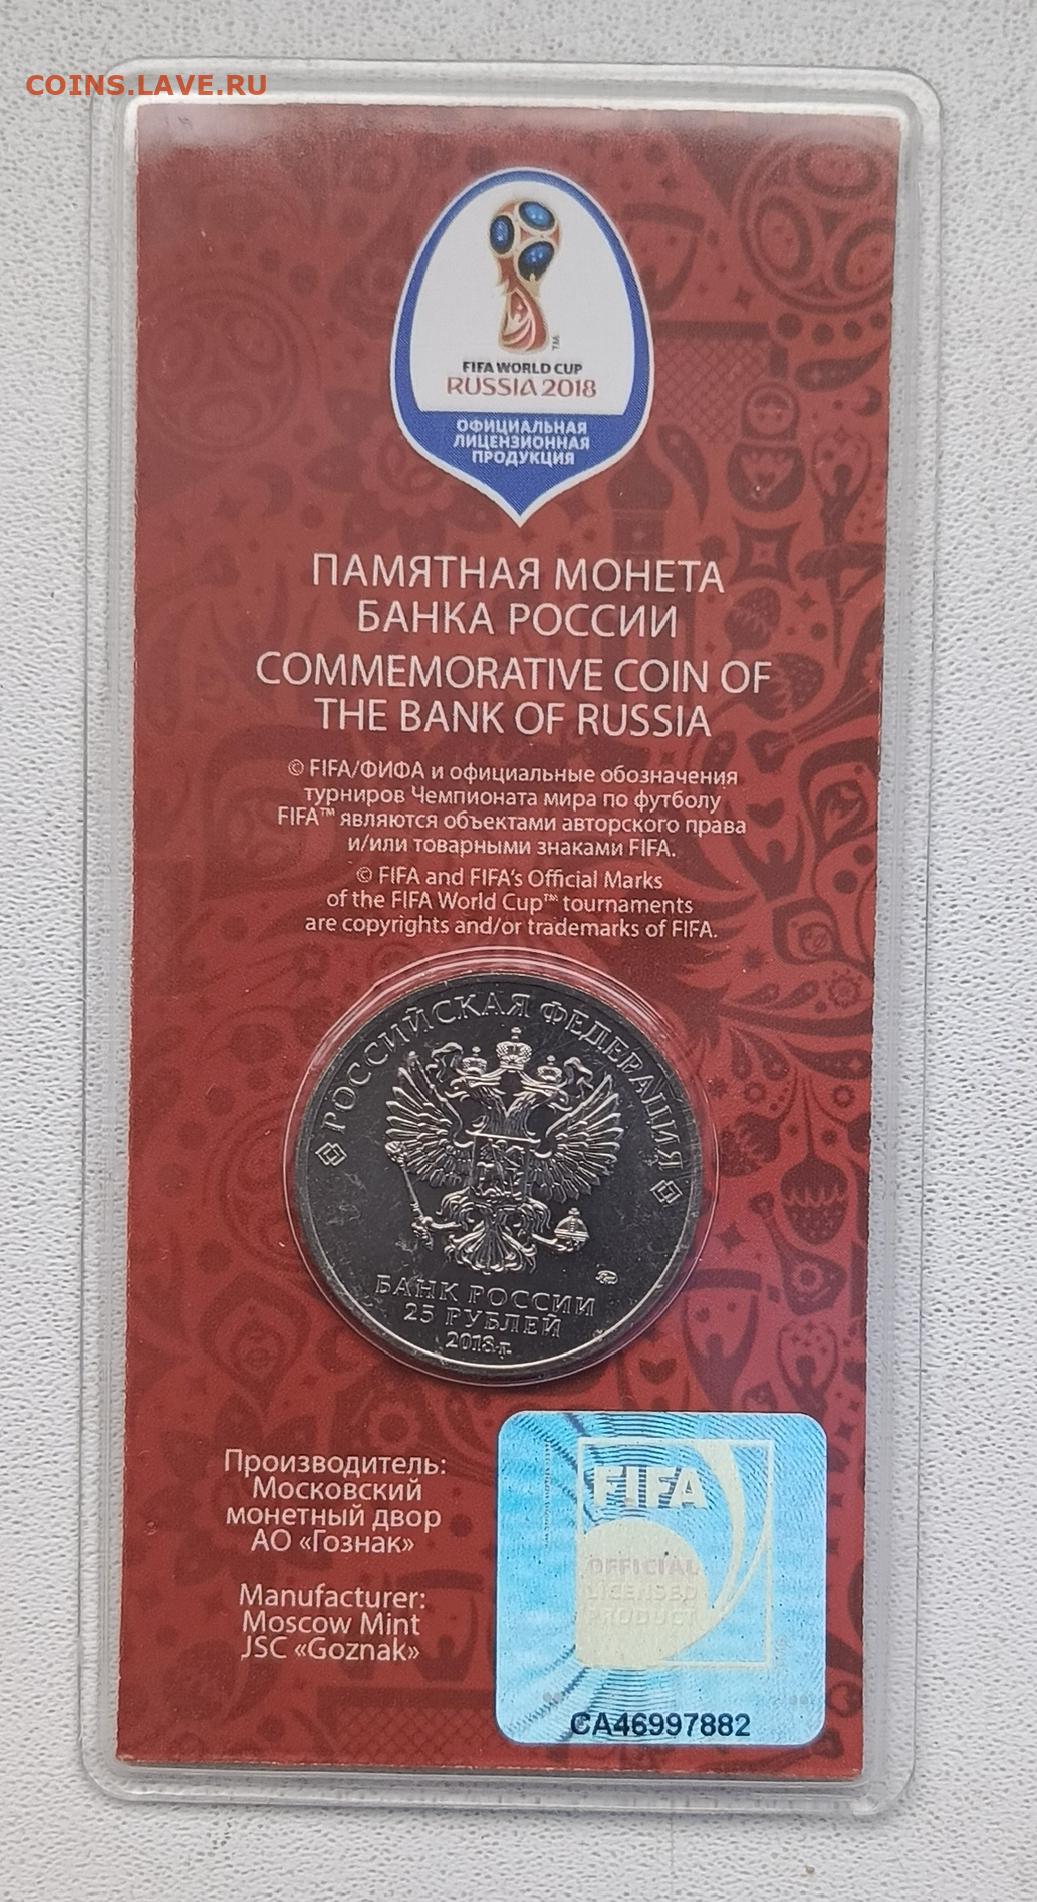 COINS.LAVE.RU
FIFA WORLD CUP
RUSSIA 2018
ОФИЦИАЛЬНАЯ
ЛИЦЕНЗИОННАЯ
ПРОДУКЦИЯ
ПАМЯТНАЯ МОНЕТА
БАНКА РОССИИ
COMMEMORATIVE COIN OF
THE BANK OF RUSSIA
© FIFA/ФИФА и официальные обозначения
турниров Чемпионата мира по футболу
FIFA™ являются объектами авторского права
и/или товарными знаками FIFA.
© FIFA and FIFA's Official Marks
of the FIFA World Cup™ tournaments
are copyrights and/or trademarks of FIFA.
РОССИЙСКАЯ ФЕДЕРАЦИЯ
БАНК РОССИИ
25 РУБЛЕЙ
2018 г.
Производитель:
Московский
монетный двор
АО «Гознак»
Manufacturer:
Moscow Mint
JSC «Goznak»
FIFA
OFFICIAL
LICENSED
PRODUCT
CA46997882